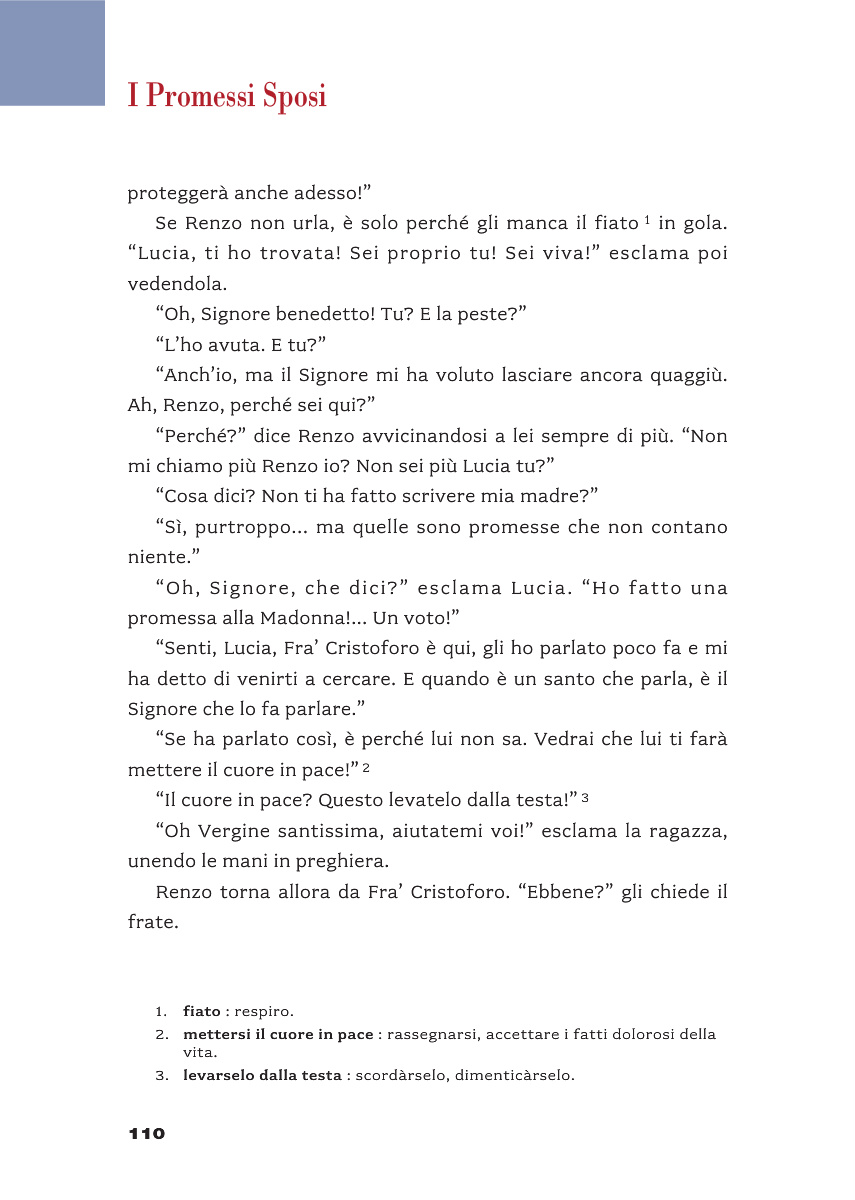 I Promessi Sposi
proteggerà anche adesso!”
Se Renzo non urla, è solo perché gli manca il fiato 1 in gola.
“Lucia, ti ho trovata! Sei proprio tu! Sei viva!” esclama poi
vedendola.
“Oh, Signore benedetto! Tu? E la peste?”
“L’ho avuta. E tu?”
“Anch’io, ma il Signore mi ha voluto lasciare ancora quaggiù.
Ah, Renzo, perché sei qui?”
“Perché?” dice Renzo avvicinandosi a lei sempre di più. “Non
mi chiamo più Renzo io? Non sei più Lucia tu?”
“Cosa dici? Non ti ha fatto scrivere mia madre?”
“Sì, purtroppo... ma quelle sono promesse che non contano
niente.”
“Oh, Signore, che dici?” esclama Lucia. “Ho fatto una
promessa alla Madonna!... Un voto!”
“Senti, Lucia, Fra’ Cristoforo è qui, gli ho parlato poco fa e mi
ha detto di venirti a cercare. E quando è un santo che parla, è il
Signore che lo fa parlare.”
“Se ha parlato così, è perché lui non sa. Vedrai che lui ti farà
mettere il cuore in pace!” 2
“Il cuore in pace? Questo levatelo dalla testa!” 3
“Oh Vergine santissima, aiutatemi voi!” esclama la ragazza,
unendo le mani in preghiera.
Renzo torna allora da Fra’ Cristoforo. “Ebbene?” gli chiede il
frate.
1. fiato : respiro.
2. mettersi il cuore in pace : rassegnarsi, accettare i fatti dolorosi della
vita.
3. levarselo dalla testa : scordàrselo, dimenticàrselo.
110